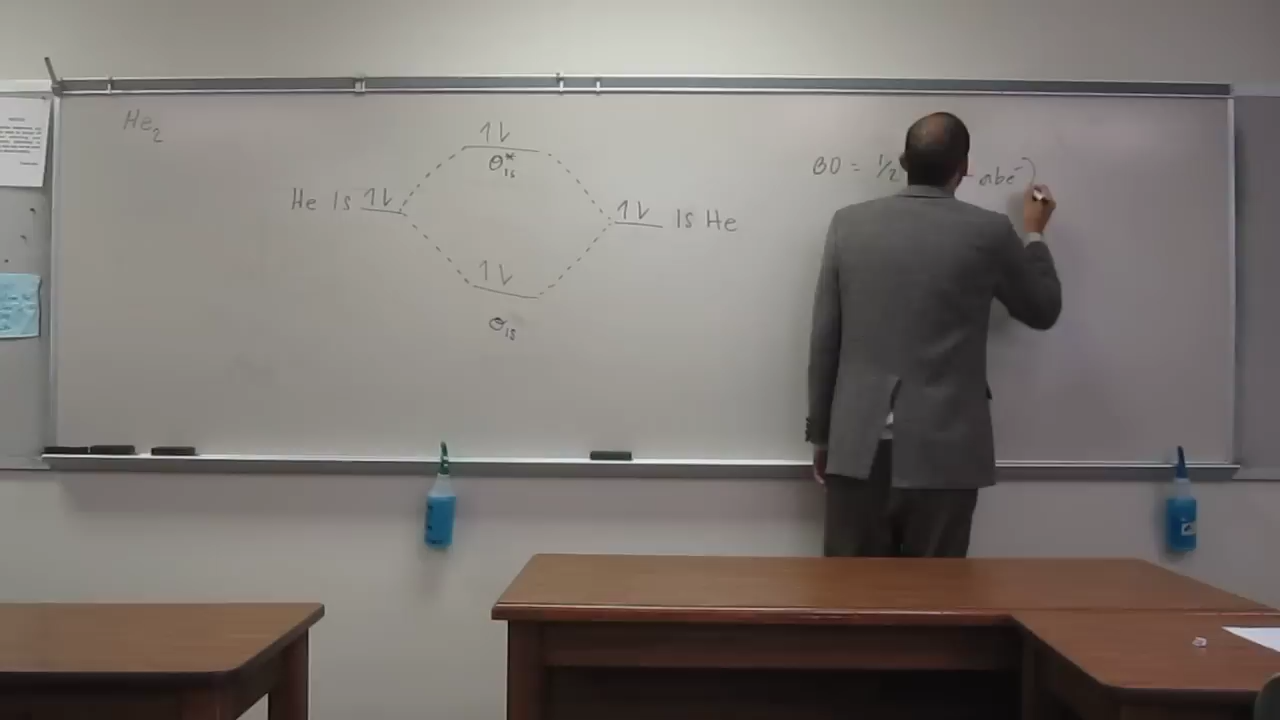 He₂
1⇂
σ*1s
He 1s 1⇂
1⇂ 1s He
1⇂
σ1s
BO = 1/2
- abe⁻)